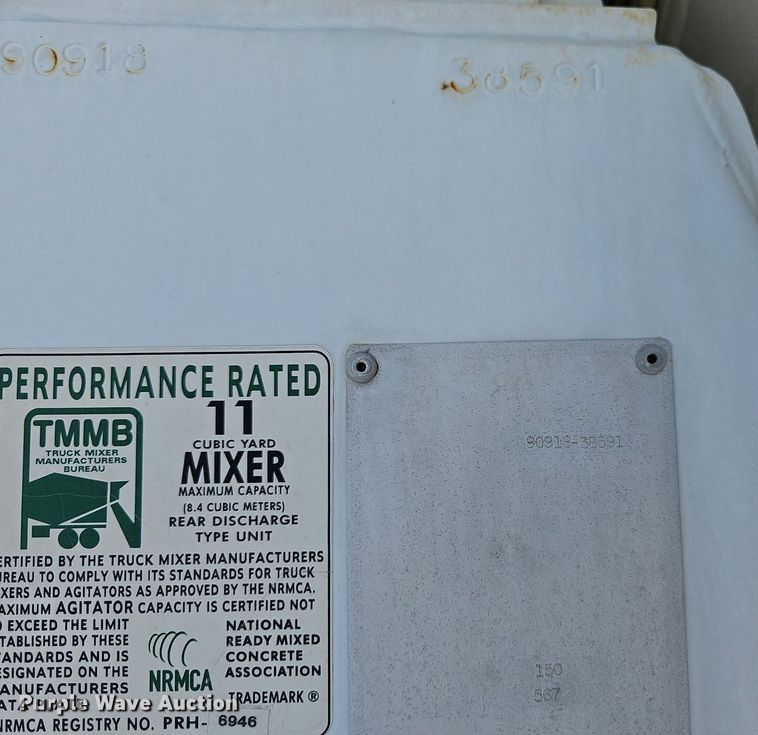 90918 38591
PERFORMANCE RATED
TMMB
TRUCK MIXER
MANUFACTURERS
BUREAU
11
CUBIC YARD
MIXER
MAXIMUM CAPACITY
(8.4 CUBIC METERS)
REAR DISCHARGE
TYPE UNIT
ERTIFIED BY THE TRUCK MIXER MANUFACTURERS
UREAU TO COMPLY WITH ITS STANDARDS FOR TRUCK
IXERS AND AGITATORS AS APPROVED BY THE NRMCA.
AXIMUM AGITATOR CAPACITY IS CERTIFIED NOT
O EXCEED THE LIMIT
TABLISHED BY THESE
ANDARDS AND IS
ESIGNATED ON THE
ANUFACTURERS
NRMCA
NATIONAL
READY MIXED
CONCRETE
ASSOCIATION
TRADEMARK ®
NRMCA REGISTRY NO. PRH- 6946
90918-38591
150
567
Purple Wave Auction